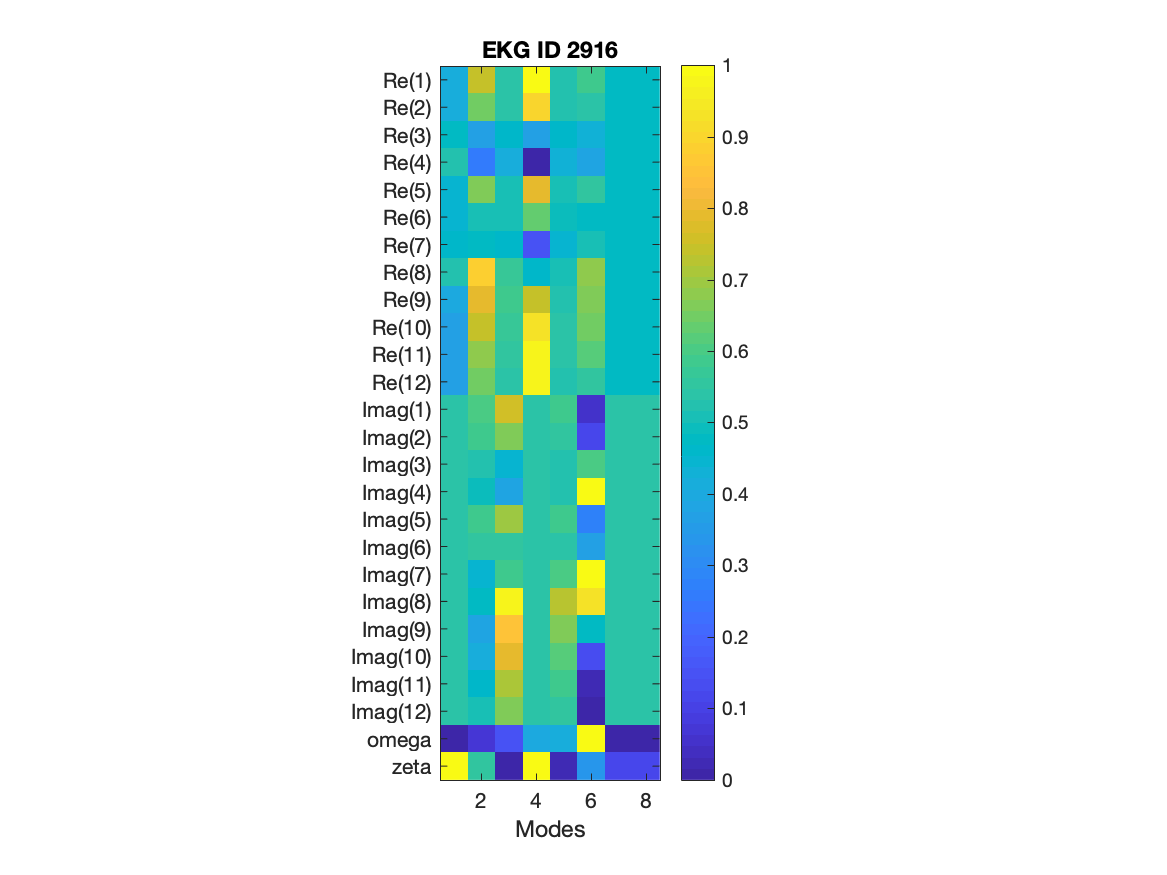 EKG ID 2916
Re(1)
Re(2)
Re(3)
Re(4)
Re(5)
Re(6)
Re(7)
Re(8)
Re(9)
Re(10)
Re(11)
Re(12)
Imag(1)
Imag(2)
Imag(3)
Imag(4)
Imag(5)
Imag(6)
Imag(7)
Imag(8)
Imag(9)
Imag(10)
Imag(11)
Imag(12)
omega
zeta
2 4 6 8
Modes
1
0.9
0.8
0.7
0.6
0.5
0.4
0.3
0.2
0.1
0